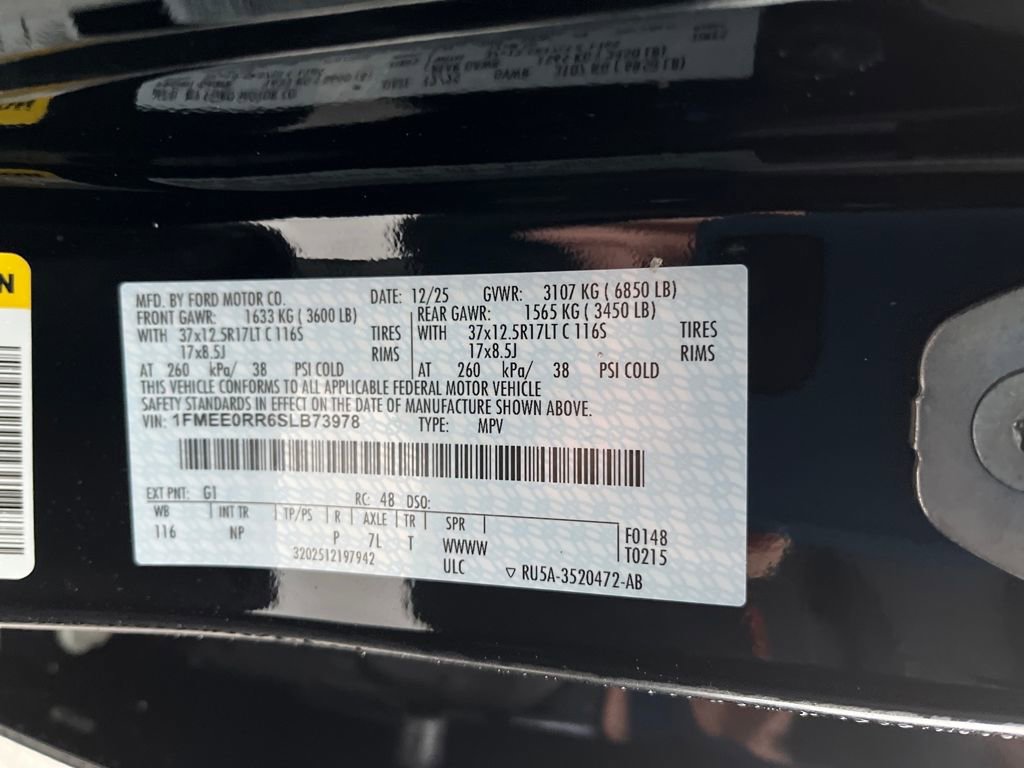 MFD. BY FORD MOTOR CO. DATE: 12/25 GVWR: 3107 KG ( 6850 LB)
FRONT GAWR: 1633 KG ( 3600 LB) REAR GAWR: 1565 KG ( 3450 LB)
WITH 37x12.5R17LT C 116S TIRES WITH 37x12.5R17LT C 116S TIRES
17x8.5J RIMS 17x8.5J RIMS
AT 260 kPa/ 38 PSI COLD AT 260 kPa/ 38 PSI COLD
THIS VEHICLE CONFORMS TO ALL APPLICABLE FEDERAL MOTOR VEHICLE
SAFETY STANDARDS IN EFFECT ON THE DATE OF MANUFACTURE SHOWN ABOVE.
VIN: 1FMEE0RR6SLB73978 TYPE: MPV
EXT PNT: G1 RC: 48 DSO:
WB INT TR TP/PS R AXLE TR SPR
116 NP P 7L T WWWW F0148
3202512197942 ULC T0215
▽ RU5A-3520472-AB
N